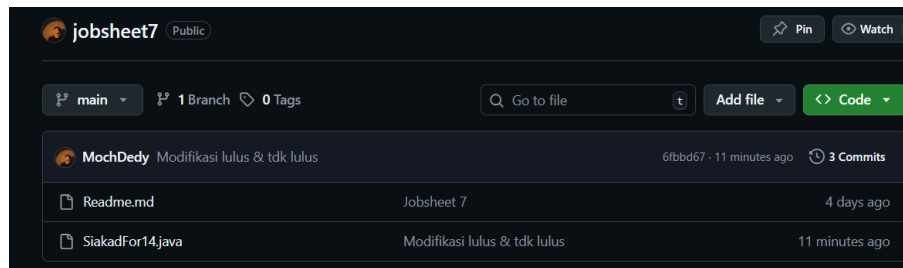 jobsheet7 Public Pin Watch
main 1 Branch 0 Tags Go to file t Add file Code
MochDedy Modifikasi lulus & tdk lulus 6fbbd67 · 11 minutes ago 3 Commits
Readme.md Jobsheet 7 4 days ago
SiakadFor14.java Modifikasi lulus & tdk lulus 11 minutes ago